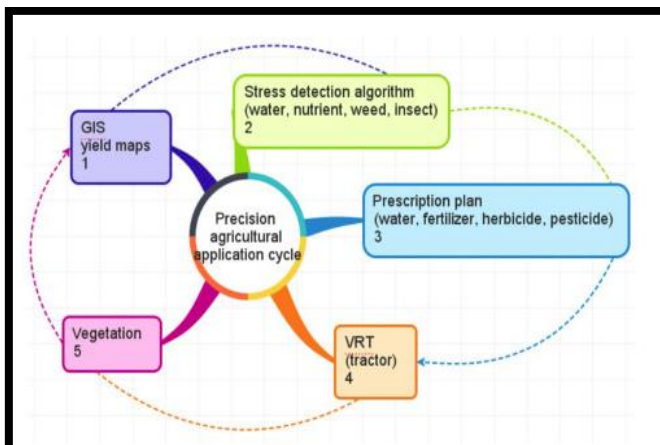 GIS
yield maps
1
Stress detection algorithm
(water, nutrient, weed, insect)
2
Prescription plan
(water, fertilizer, herbicide, pesticide)
3
VRT
(tractor)
4
Vegetation
5
Precision
agricultural
application cycle